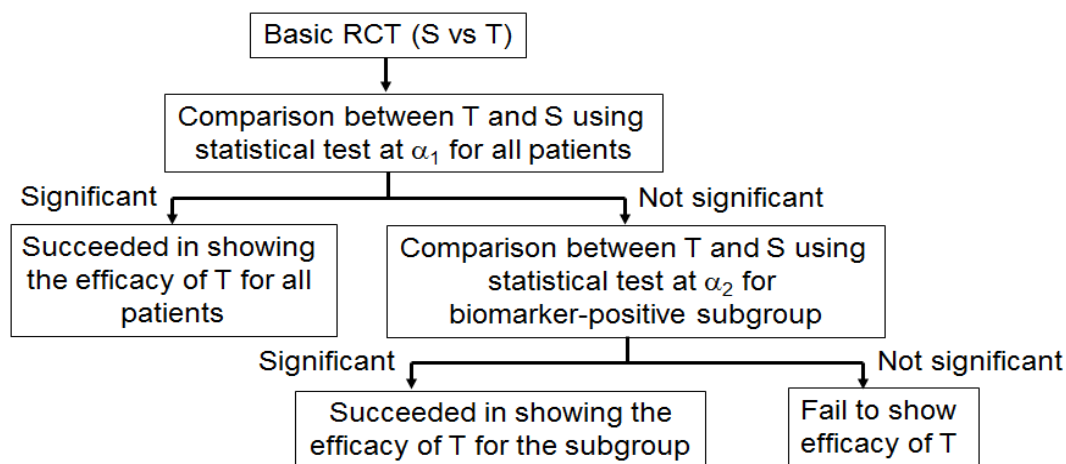 Basic RCT (S vs T)
Comparison between T and S using
statistical test at α₁ for all patients
Significant
Not significant
Succeeded in showing
the efficacy of T for all
patients
Comparison between T and S using
statistical test at α₂ for
biomarker-positive subgroup
Significant
Not significant
Succeeded in showing the
efficacy of T for the subgroup
Fail to show
efficacy of T